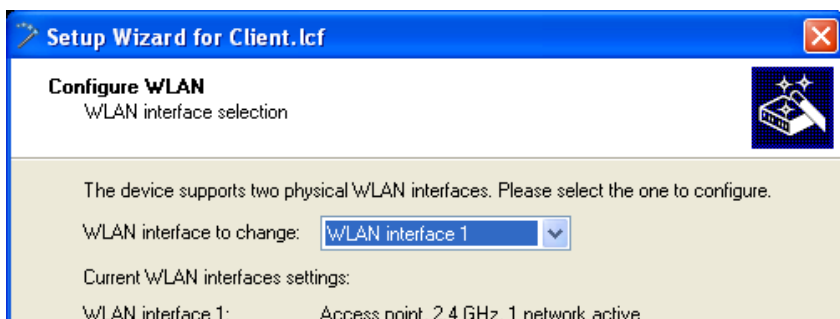 Setup Wizard for Client.lcf
Configure WLAN
WLAN interface selection
The device supports two physical WLAN interfaces. Please select the one to configure.
WLAN interface to change: WLAN interface 1
Current WLAN interfaces settings:
WLAN interface 1: Access point, 2.4 GHz, 1 network active